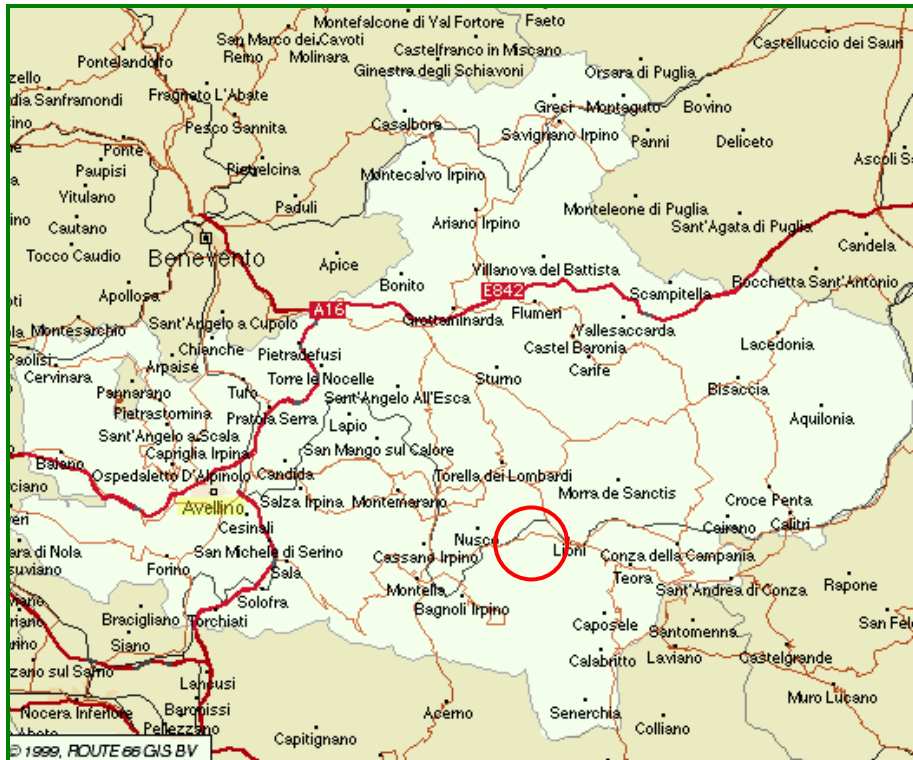 Montefalcone di Val Fortore
Faeto
San Marco dei Cavoti
Reino
Molinara
Castelfranco in Miscano
Castelluccio dei Sauri
Pontelandolfo
Ginestra degli Schiavoni
Orsara di Puglia
Fragnato L'Abate
Greci
Montaguto
Bovino
Casalbore
Savignano Irpino
Pesco Sannita
Panni
Deliceto
Ponte
Paupisi
Pietrelcina
Montecalvo Irpino
Ascoli
Vitulano
Paduli
Monteleone di Puglia
Cautano
Ariano Irpino
Sant'Agata di Puglia
Tocco Caudio
Benevento
Apice
Villanova del Battista
Candela
Bonito
Rocchetta Sant'Antonio
Apollosa
E842
Scampitella
A16
Flumeri
Montesarchio
Sant'Angelo a Cupolo
Grottaminarda
Vallesaccarda
Chianche
Castel Baronia
Lacedonia
Paolisi
Arpaise
Pietradefusi
Carife
Cervinara
Torre le Nocelle
Sturno
Bisaccia
Pannarano
Tufo
Sant'Angelo All'Esca
Pietrastornina
Pratola Serra
Lapio
Aquilonia
Sant'Angelo a Scala
San Mango sul Calore
Capriglia Irpina
Baiano
Ospedaletto D'Alpinolo
Candida
Torella dei Lombardi
Salza Irpina
Montemarano
Morra de Sanctis
Croce Penta
Avellino
Cesinali
Cairano
Calitri
Nusco
Lioni
San Michele di Serino
Cassano Irpino
Conza della Campania
Forino
Sala
Teora
Montella
Sant'Andrea di Conza
Rapone
Solofra
Bagnoli Irpino
Bracigliano
Torchiati
Caposele
Santomenna
San Fel
Siano
Calabritto
Laviano
Castelgrande
Lancusi
Muro Lucano
Nocera Inferiore
Baronissi
Acerno
Senerchia
Pellezzano
Capitignano
Colliano
© 1999, ROUTE 66 GIS BV